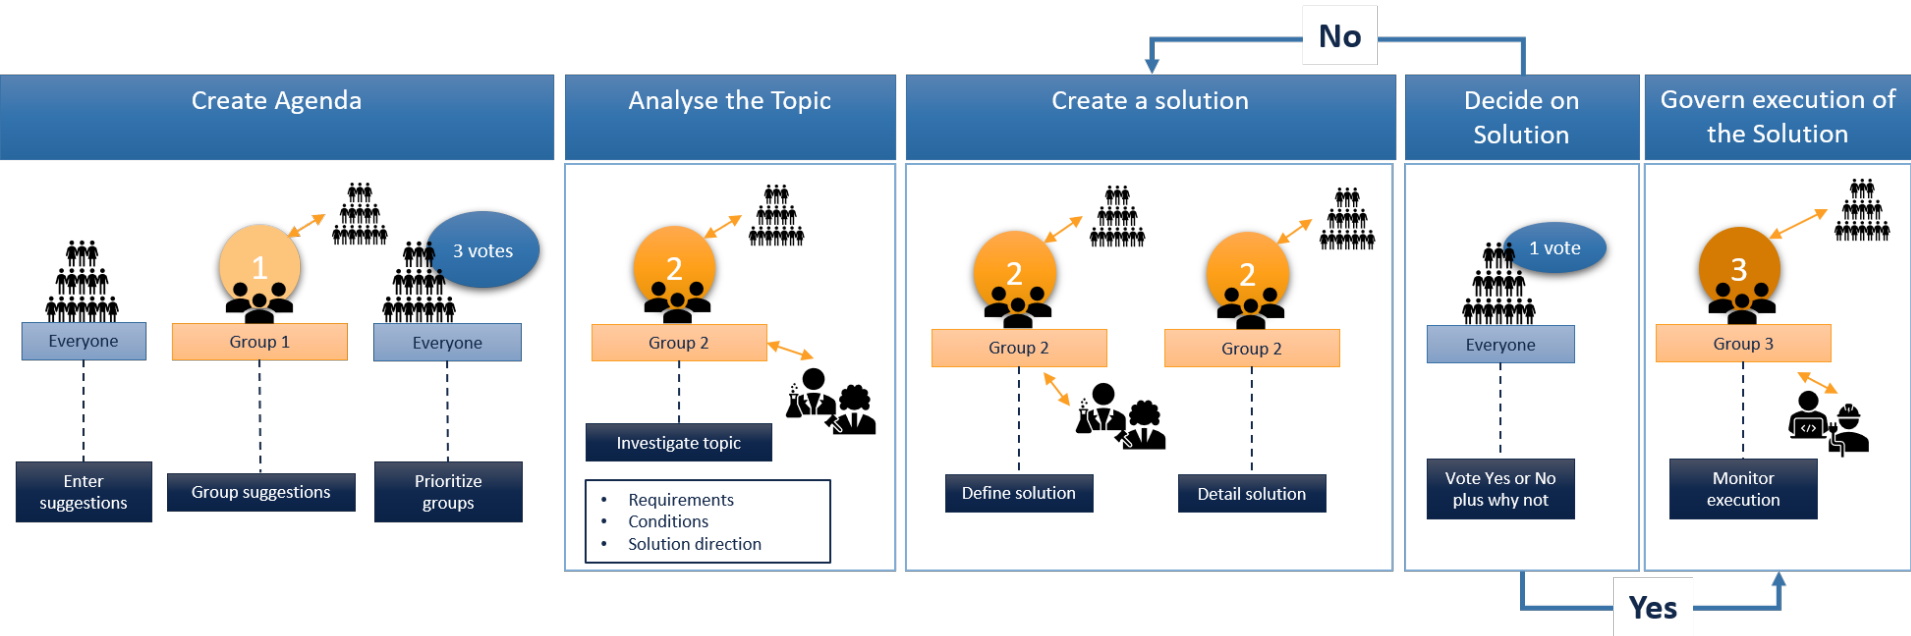 No
Create Agenda
Analyse the Topic
Create a solution
Decide on
Solution
Govern execution of
the Solution
3 votes
1 vote
1
2
2
2
3
Everyone
Group 1
Everyone
Group 2
Group 2
Group 2
Everyone
Group 3
</>
Investigate topic
Enter
suggestions
Group suggestions
Prioritize
groups
Define solution
Detail solution
Vote Yes or No
plus why not
Monitor
execution
• Requirements
• Conditions
• Solution direction
Yes